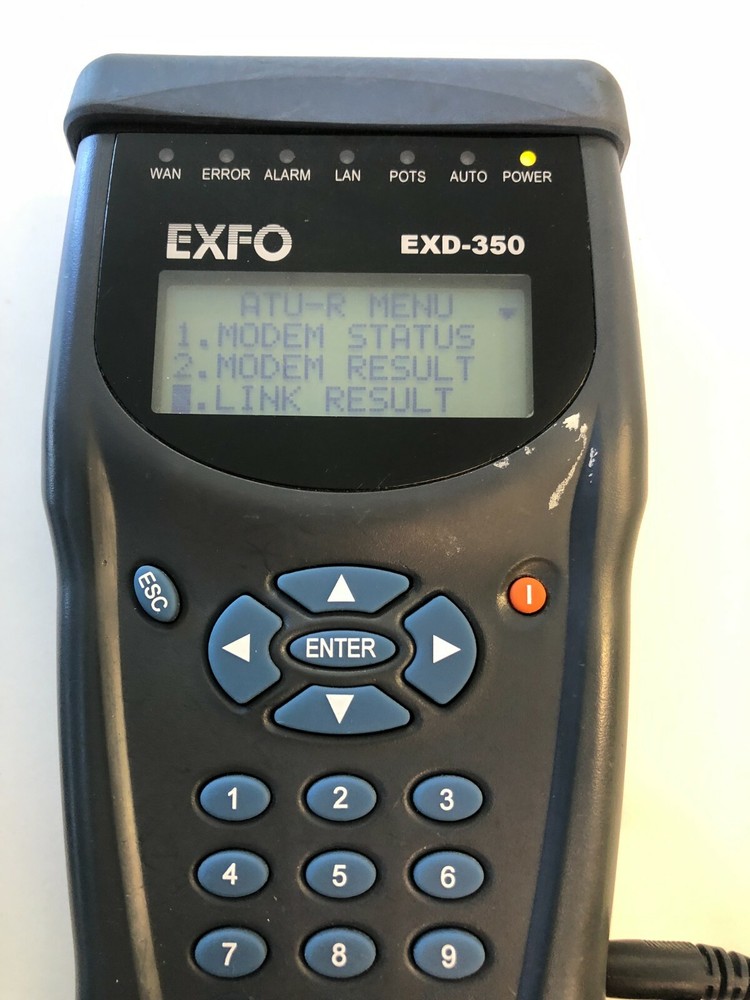 WAN ERROR ALARM LAN POTS AUTO POWER
EXFO EXD-350
ATU-R MENU
1.MODEM STATUS
2.MODEM RESULT
.LINK RESULT
ESC
ENTER
1 2 3
4 5 6
7 8 9